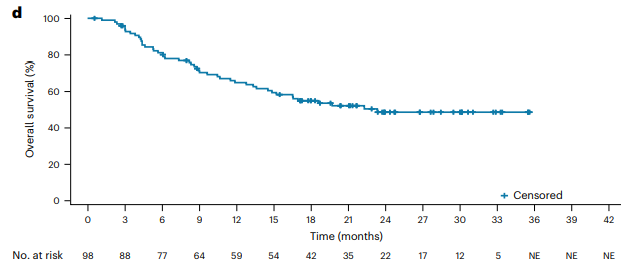 d
100
80
60
40
20
0
Overall survival (%)
Censored
0 3 6 9 12 15 18 21 24 27 30 33 36 39 42
Time (months)
No. at risk 98 88 77 64 59 54 42 35 22 17 12 5 NE NE NE